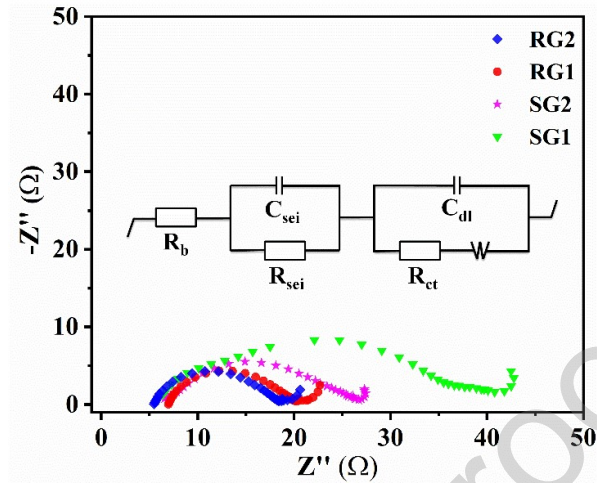 50
40
30
20
10
0
-Z'' (Ω)
RG2
RG1
SG2
SG1
C_sei
C_dl
R_b
R_sei
R_ct
W
0 10 20 30 40 50
Z'' (Ω)